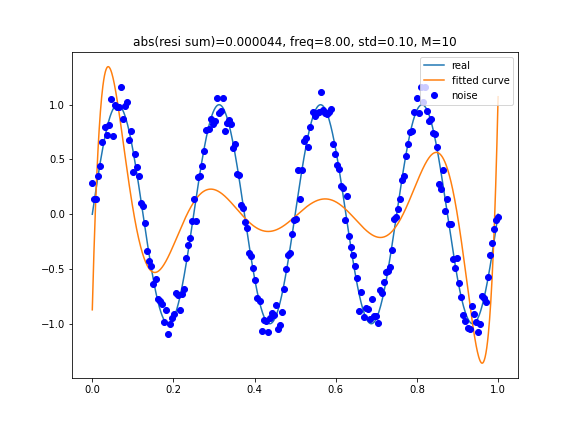 abs(resi sum)=0.000044, freq=8.00, std=0.10, M=10
real
fitted curve
noise
1.0
0.5
0.0
−0.5
−1.0
0.0 0.2 0.4 0.6 0.8 1.0